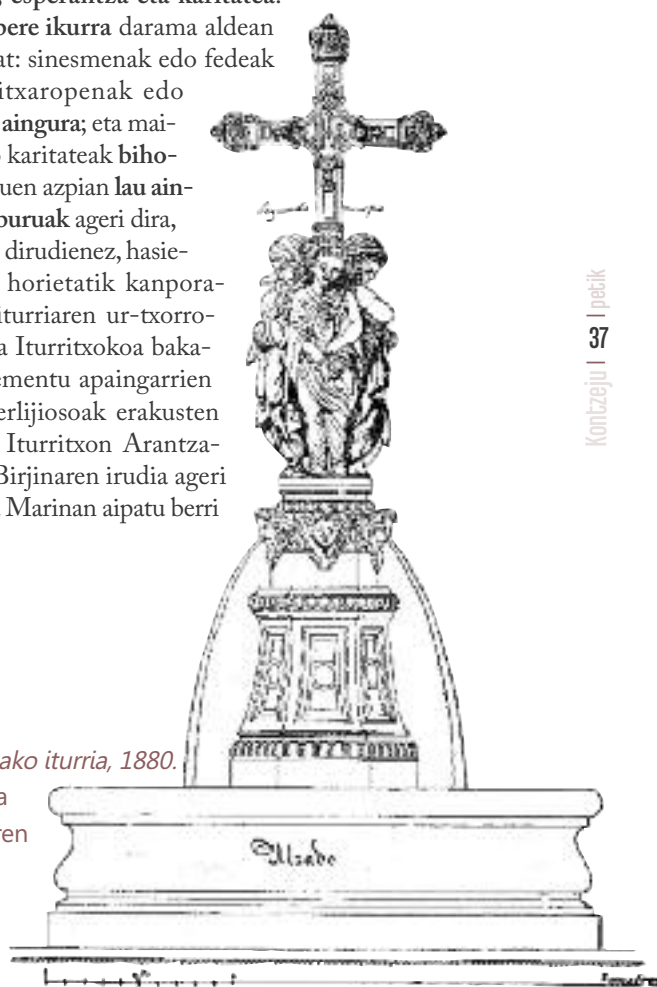 esperantza eta karitatea.
bere ikurra darama aldean
at: sinesmenak edo fedeak
itxaropenak edo
aingura; eta mai-
karitateak biho-
uen azpian lau ain-
buruak ageri dira,
dirudienez, hasie-
horietatik kanpora-
iturriaren ur-txorro-
a Iturritxokoa baka-
ementu apaingarrien
erlijiosoak erakusten
Iturritxon Arantza-
Birjinaren irudia ageri
Marinan aipatu berri
ako iturria, 1880.
a
ren
Alzado
Kontzeju | 37 | petik